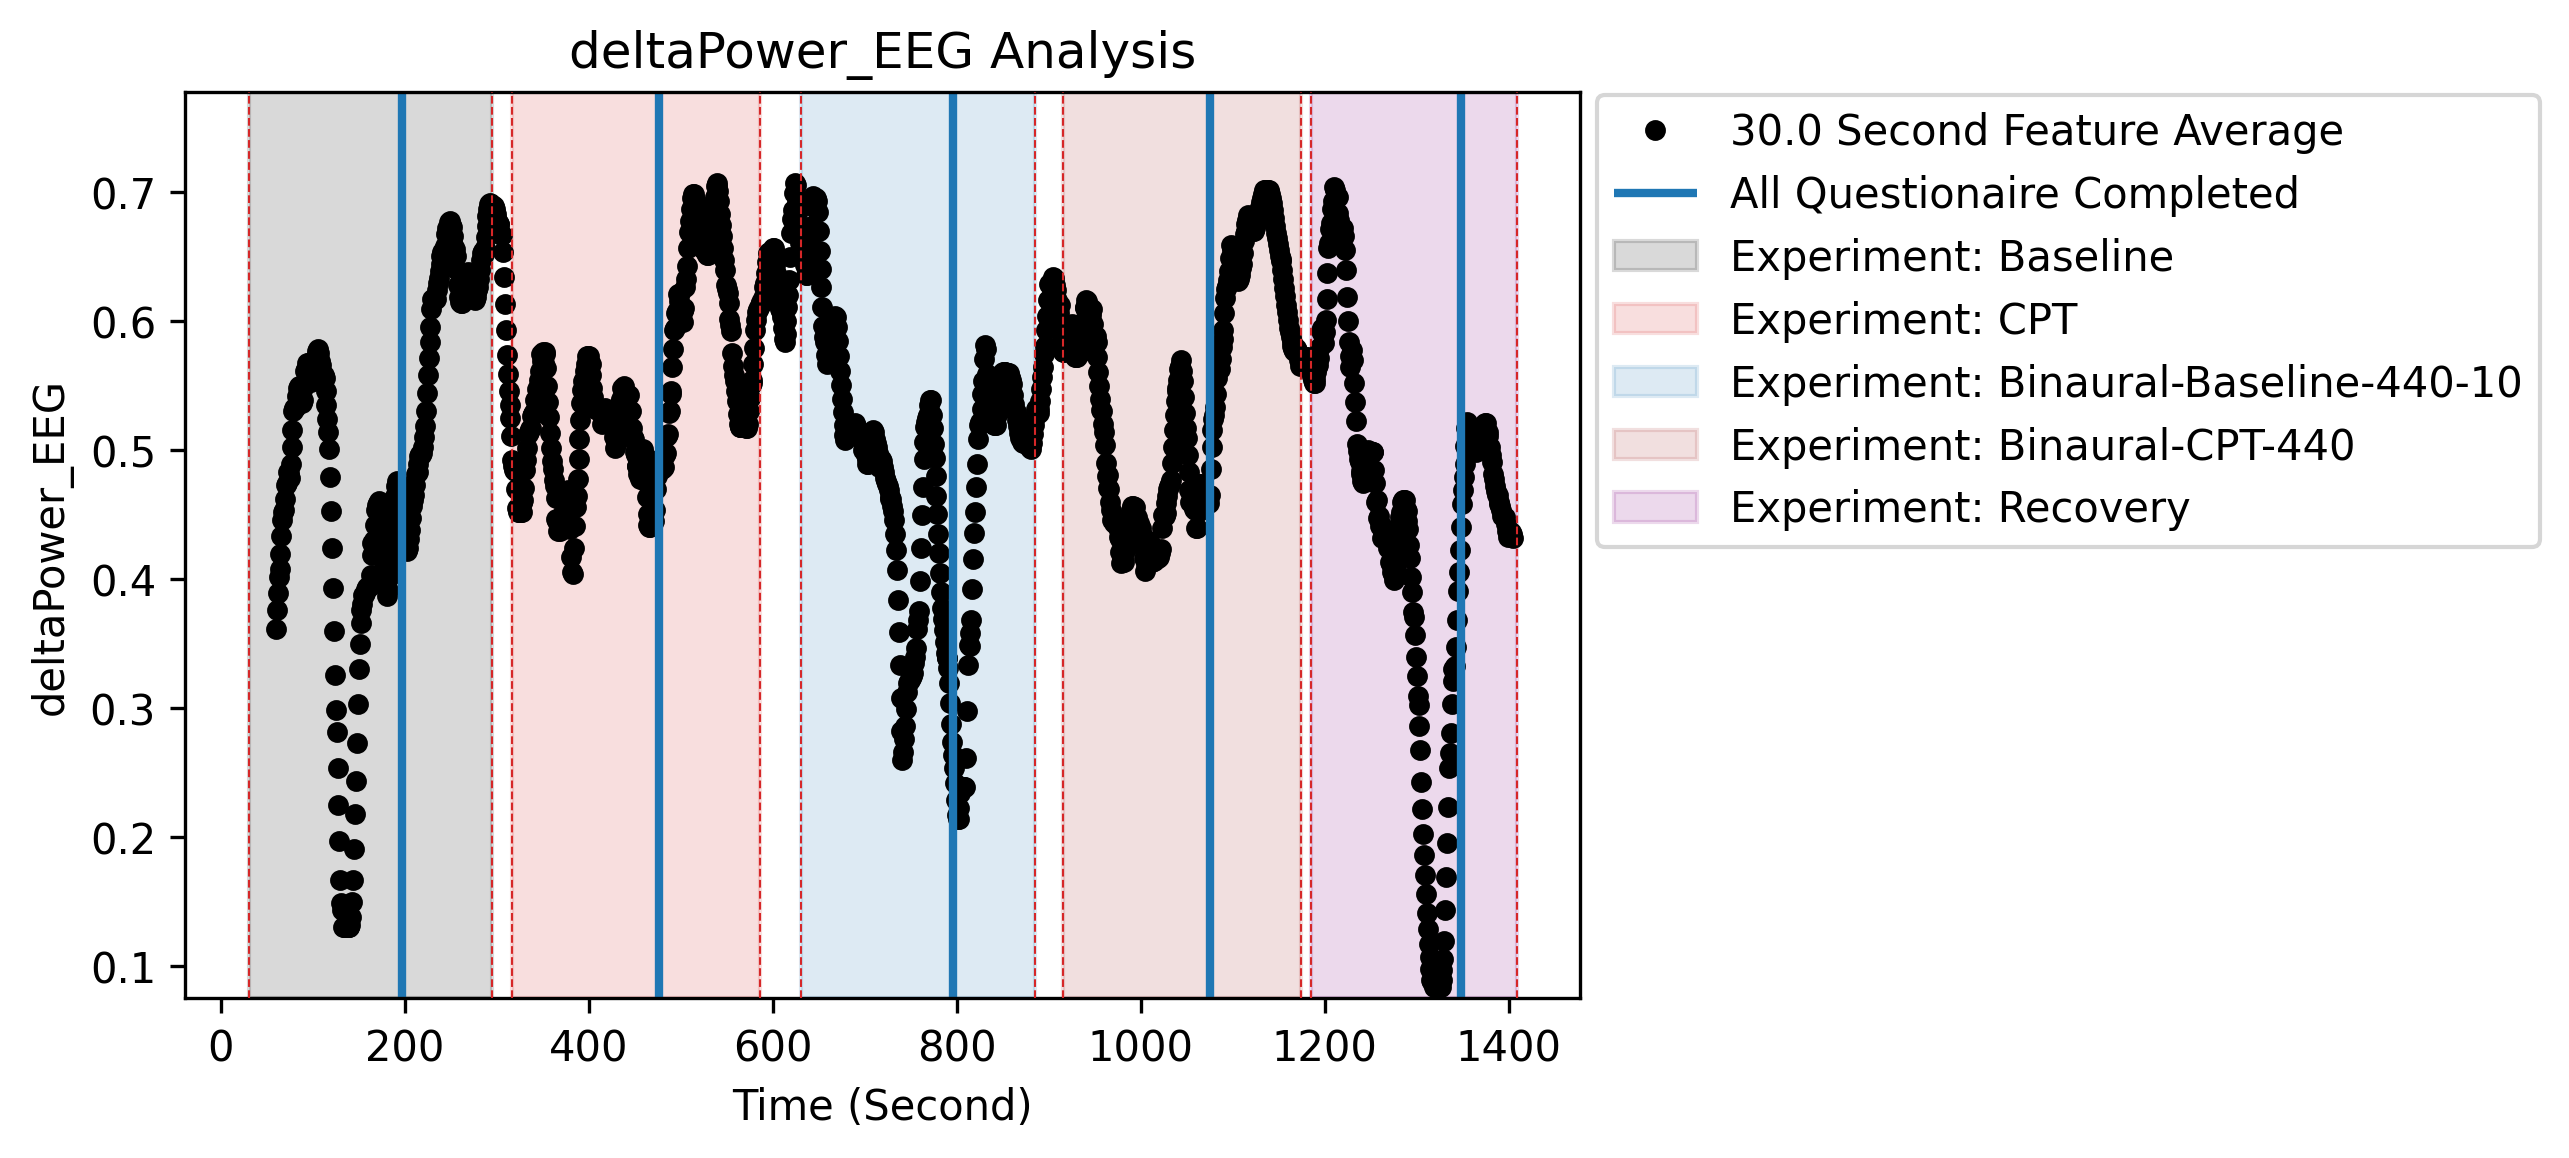 deltaPower_EEG Analysis
deltaPower_EEG
0.7
0.6
0.5
0.4
0.3
0.2
0.1
0 200 400 600 800 1000 1200 1400
Time (Second)
30.0 Second Feature Average
All Questionaire Completed
Experiment: Baseline
Experiment: CPT
Experiment: Binaural-Baseline-440-10
Experiment: Binaural-CPT-440
Experiment: Recovery